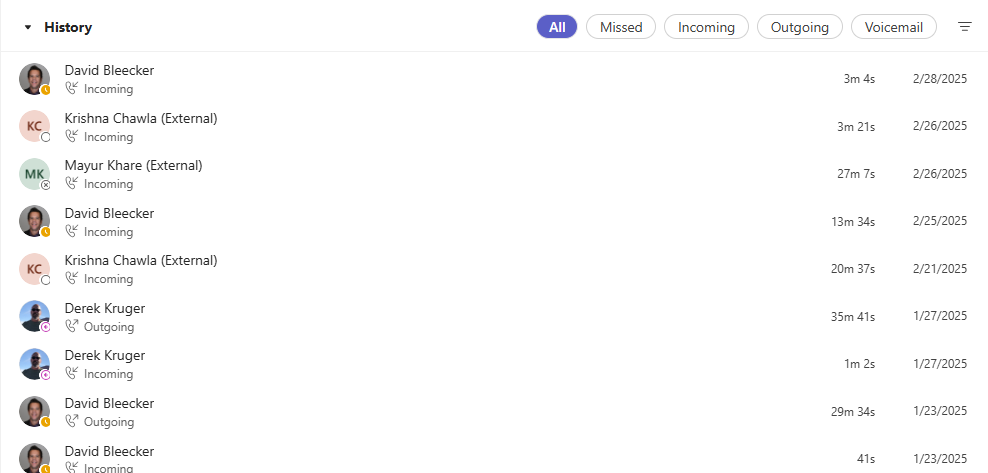 History
All
Missed
Incoming
Outgoing
Voicemail
David Bleecker
Incoming
3m 4s
2/28/2025
KC
Krishna Chawla (External)
Incoming
3m 21s
2/26/2025
MK
Mayur Khare (External)
Incoming
27m 7s
2/26/2025
David Bleecker
Incoming
13m 34s
2/25/2025
KC
Krishna Chawla (External)
Incoming
20m 37s
2/21/2025
Derek Kruger
Outgoing
35m 41s
1/27/2025
Derek Kruger
Incoming
1m 2s
1/27/2025
David Bleecker
Outgoing
29m 34s
1/23/2025
David Bleecker
Incoming
41s
1/23/2025